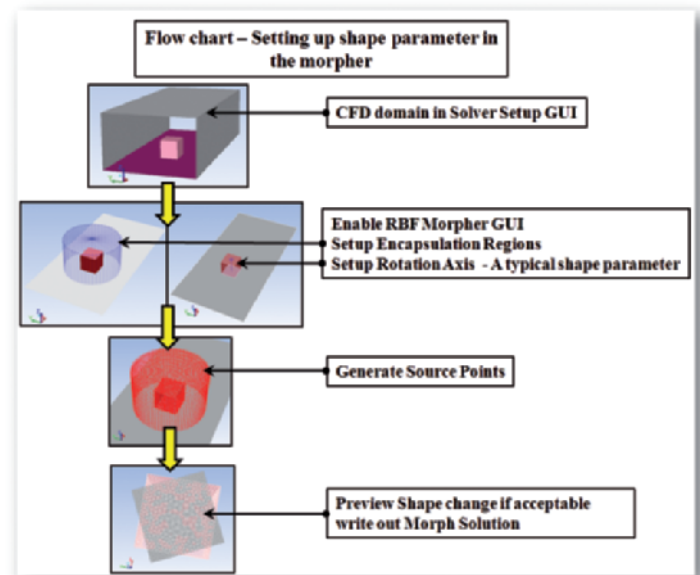 Flow chart – Setting up shape parameter in
the morpher
CFD domain in Solver Setup GUI
Enable RBF Morpher GUI
Setup Encapsulation Regions
Setup Rotation Axis - A typical shape parameter
Generate Source Points
Preview Shape change if acceptable
write out Morph Solution